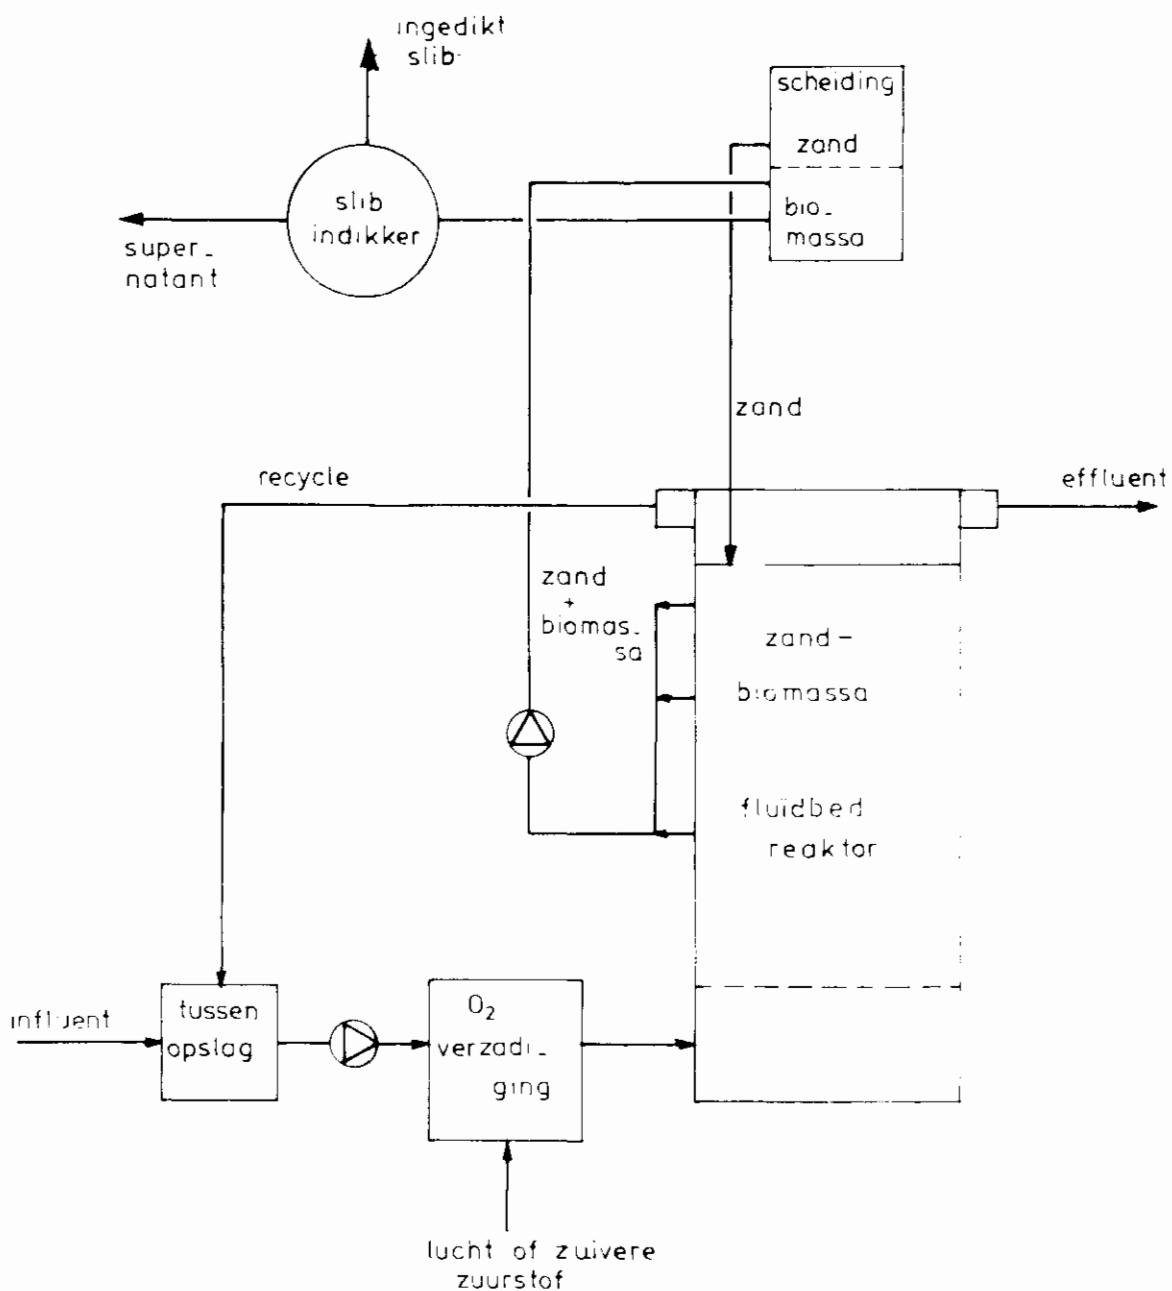 ingedikt
slib
scheiding
zand
bio-
massa
slib
indikker
super-
natant
zand
recycle
effluent
zand
+
biomas-
sa
zand-
biomassa
fluidbed
reaktor
influent
tussen
opslag
O₂
verzadi-
ging
lucht of zuivere
zuurstof